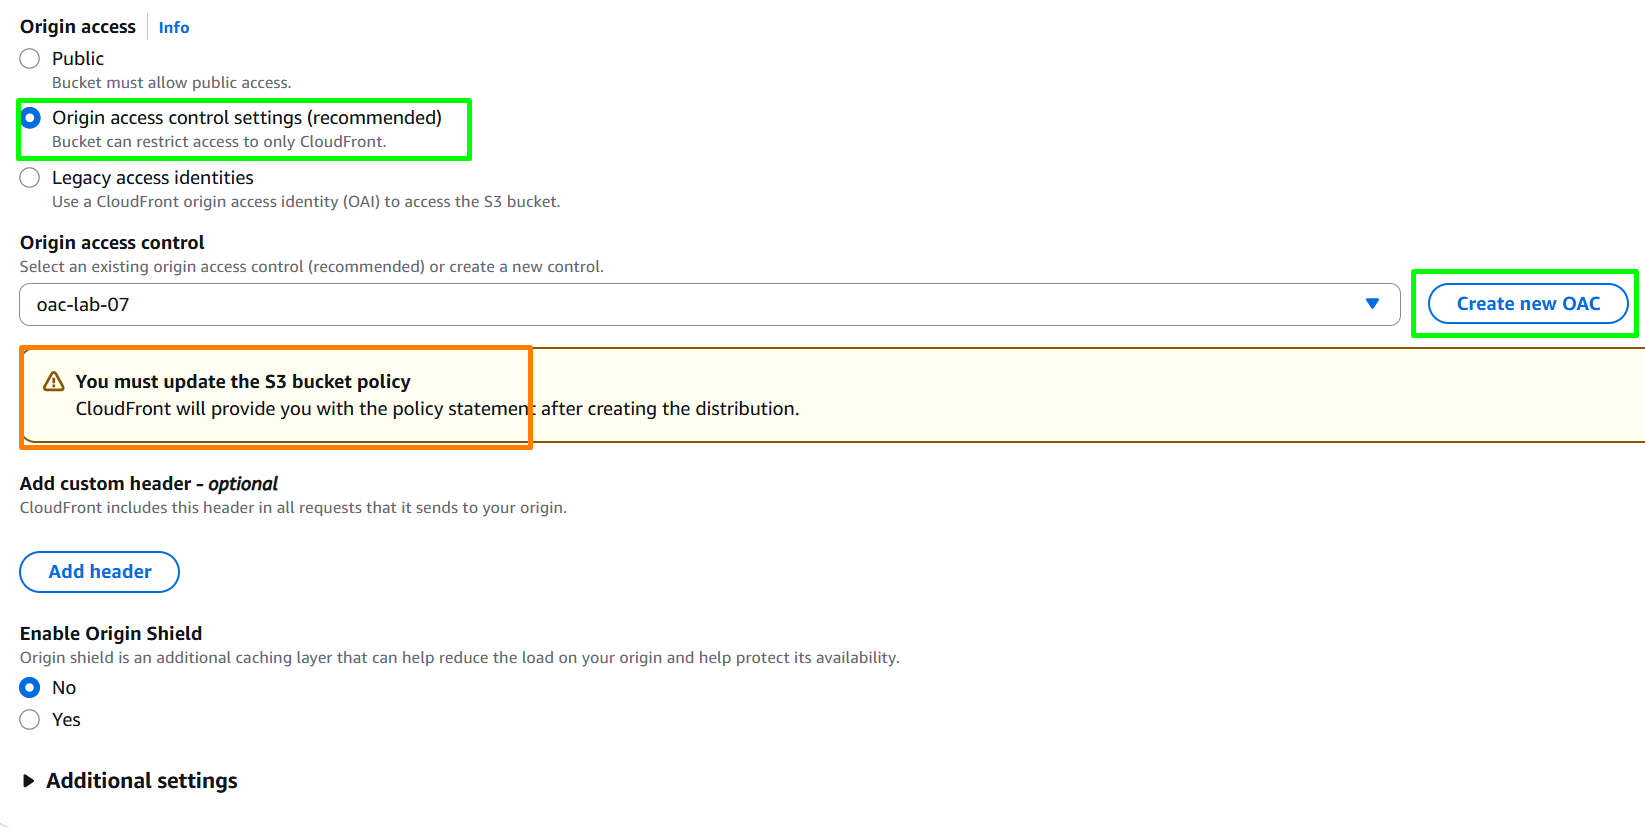 Origin access
Info
Public
Bucket must allow public access.
Origin access control settings (recommended)
Bucket can restrict access to only CloudFront.
Legacy access identities
Use a CloudFront origin access identity (OAI) to access the S3 bucket.
Origin access control
Select an existing origin access control (recommended) or create a new control.
oac-lab-07
Create new OAC
You must update the S3 bucket policy
CloudFront will provide you with the policy statement after creating the distribution.
Add custom header - optional
CloudFront includes this header in all requests that it sends to your origin.
Add header
Enable Origin Shield
Origin shield is an additional caching layer that can help reduce the load on your origin and help protect its availability.
No
Yes
Additional settings